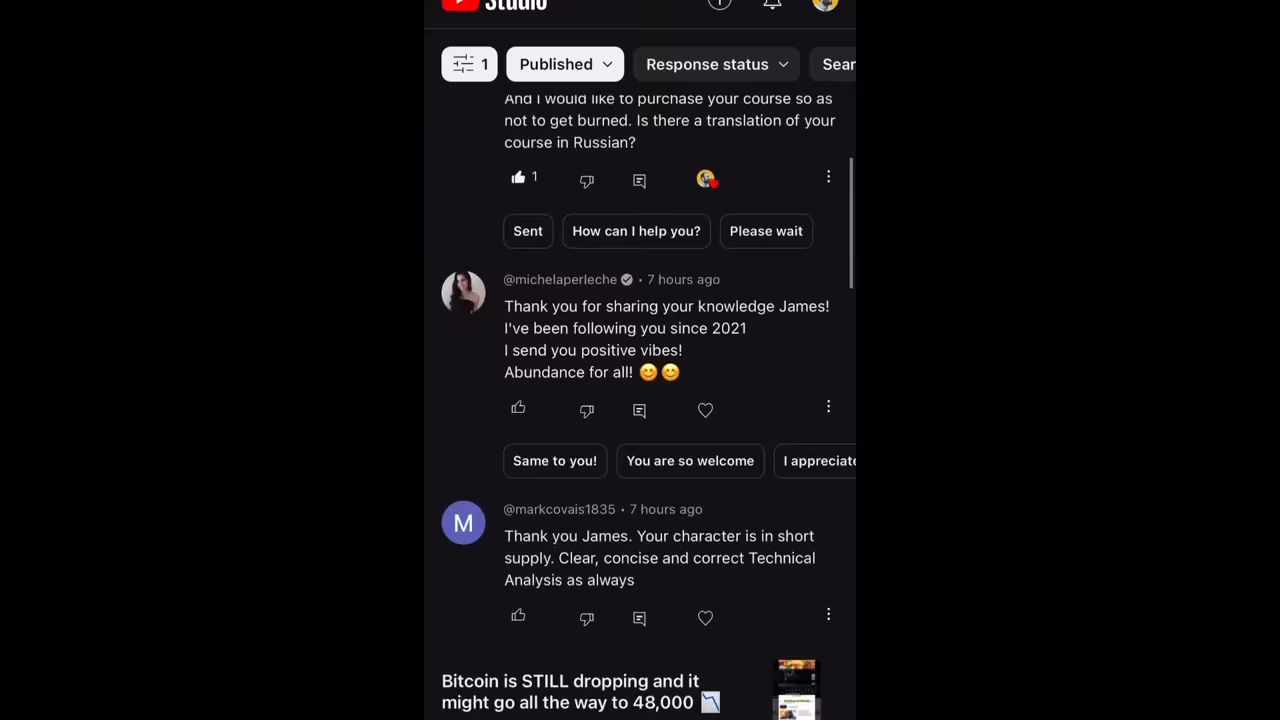 Studio
1 Published Response status Sear
And I would like to purchase your course so as
not to get burned. Is there a translation of your
course in Russian?
1
Sent How can I help you? Please wait
@michelaperleche • 7 hours ago
Thank you for sharing your knowledge James!
I've been following you since 2021
I send you positive vibes!
Abundance for all! 😊😊
Same to you! You are so welcome I appreciate
M
@markcovais1835 • 7 hours ago
Thank you James. Your character is in short
supply. Clear, concise and correct Technical
Analysis as always
Bitcoin is STILL dropping and it
might go all the way to 48,000 📉